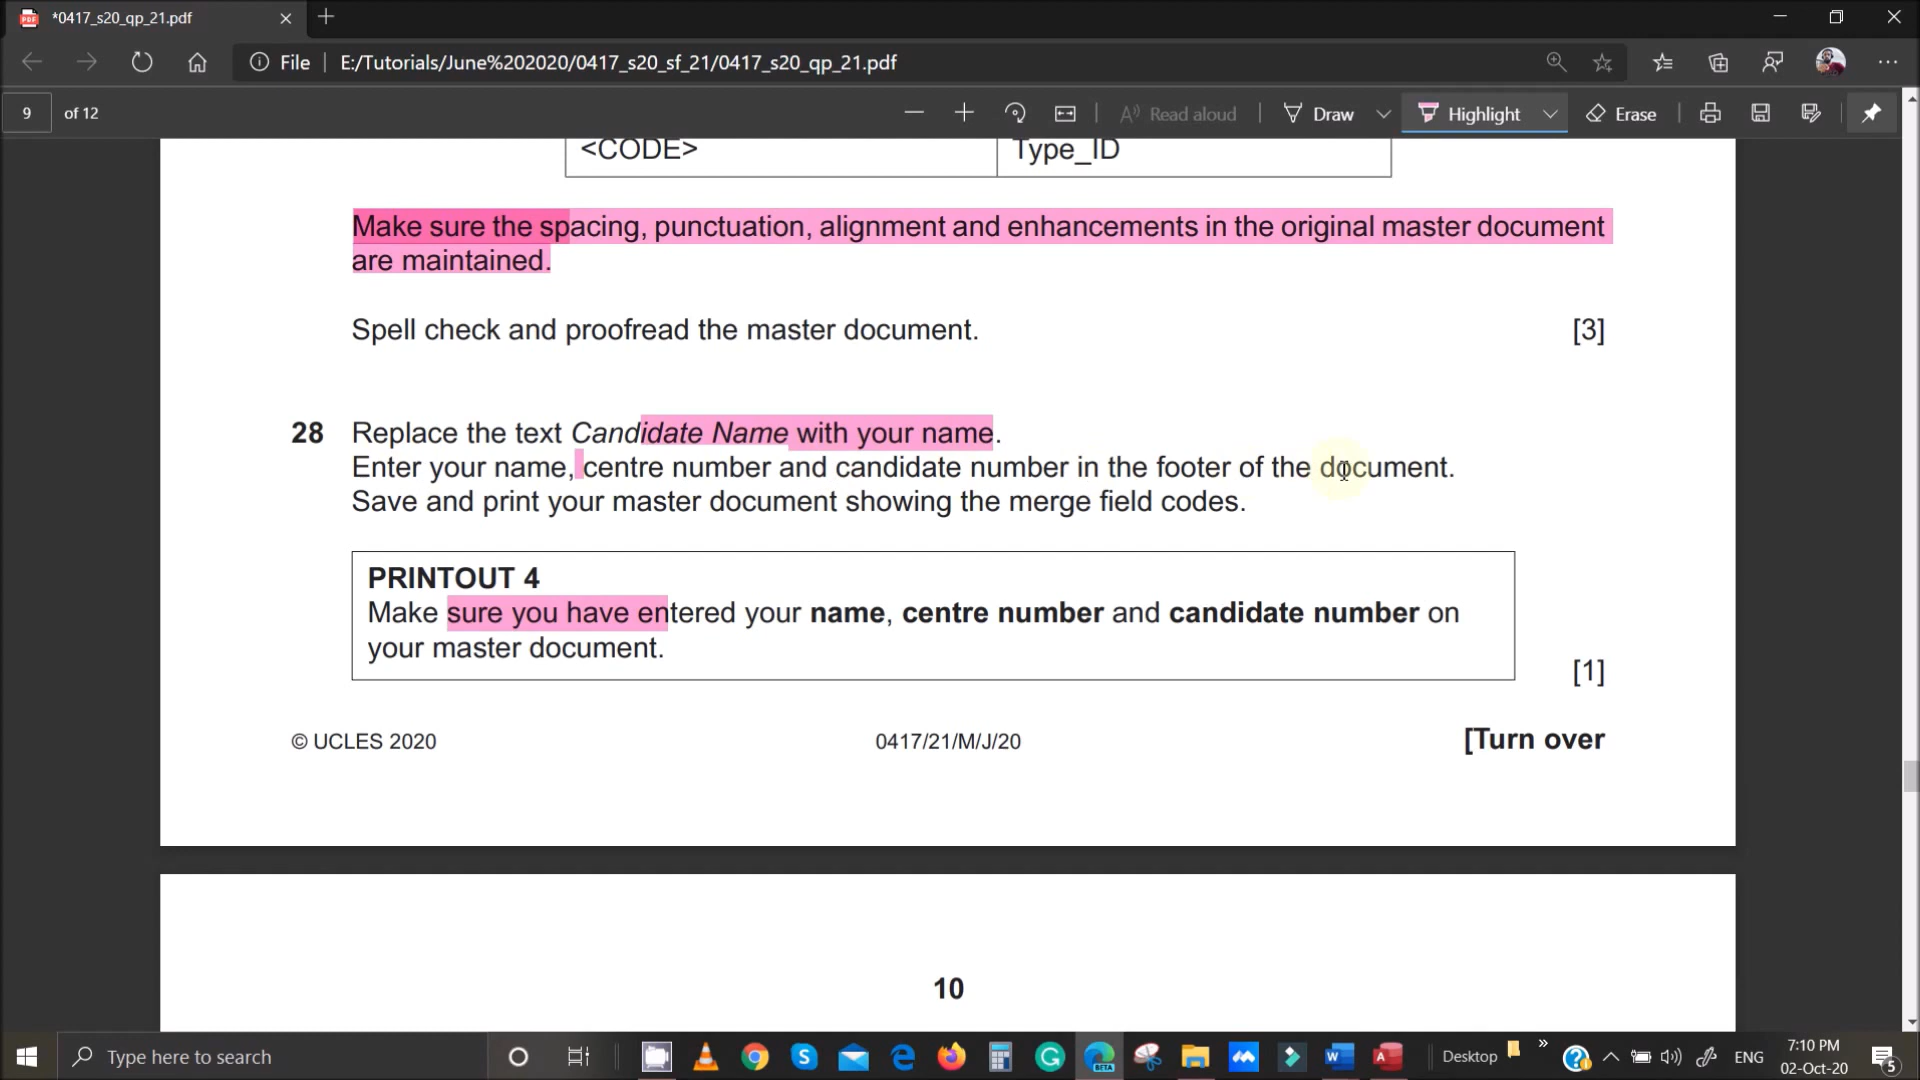 *0417_s20_qp_21.pdf
File
E:/Tutorials/June%202020/0417_s20_sf_21/0417_s20_qp_21.pdf
9 of 12
Read aloud
Draw
Highlight
Erase
<CODE> Type_ID
Make sure the spacing, punctuation, alignment and enhancements in the original master document
are maintained.
Spell check and proofread the master document. [3]
28 Replace the text Candidate Name with your name.
Enter your name, centre number and candidate number in the footer of the document.
Save and print your master document showing the merge field codes.
PRINTOUT 4
Make sure you have entered your name, centre number and candidate number on
your master document.
[1]
© UCLES 2020 0417/21/M/J/20 [Turn over
10
Type here to search
BETA
Desktop
ENG
7:10 PM
02-Oct-20
5